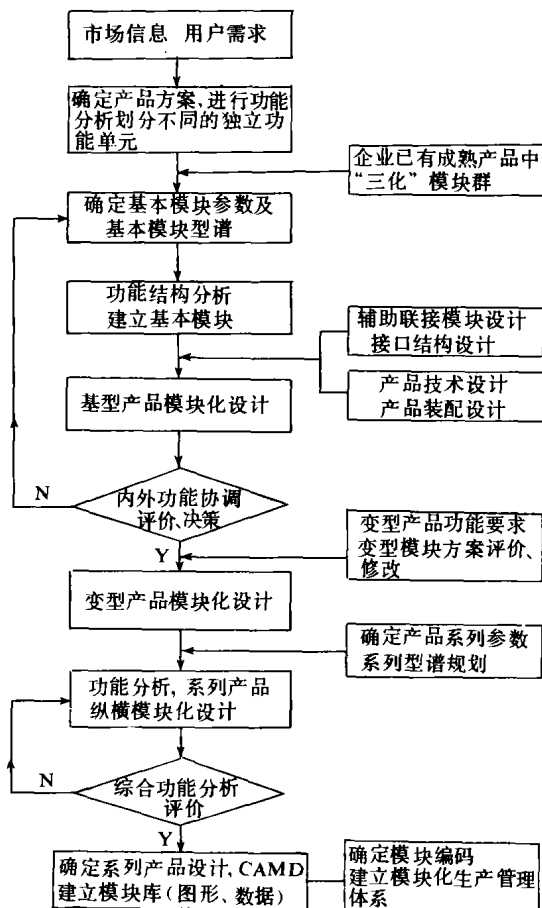 市场信息 用户需求
确定产品方案,进行功能
分析划分不同的独立功
能单元
企业已有成熟产品中
“三化”模块群
确定基本模块参数及
基本模块型谱
功能结构分析
建立基本模块
辅助联接模块设计
接口结构设计
产品技术设计
产品装配设计
基型产品模块化设计
N
内外功能协调
评价、决策
Y
变型产品功能要求
变型模块方案评价、
修改
变型产品模块化设计
确定产品系列参数
系列型谱规划
功能分析,系列产品
纵横模块化设计
N
综合功能分析
评价
Y
确定系列产品设计,CAMD
建立模块库(图形、数据)
确定模块编码
建立模块化生产管理
体系